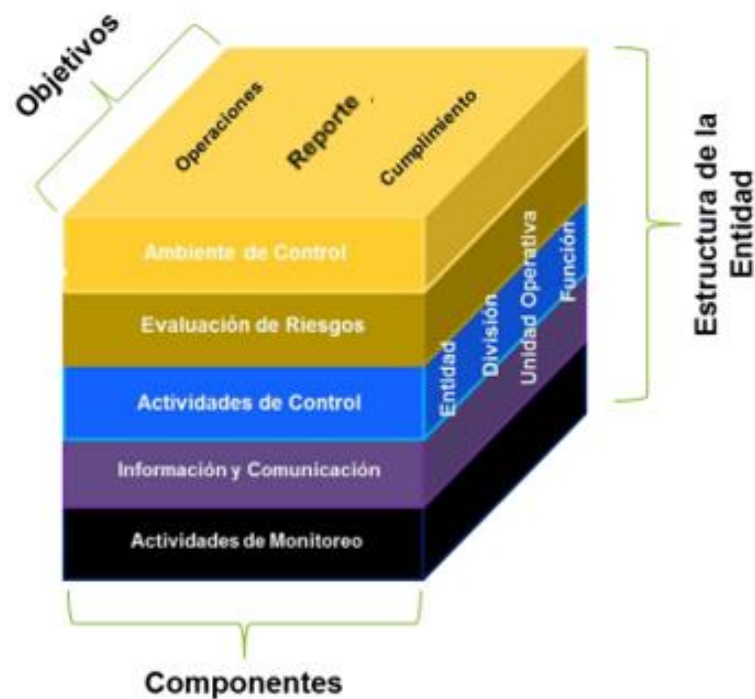 Objetivos
Operaciones
Reporte
Cumplimiento
Ambiente de Control
Evaluación de Riesgos
Actividades de Control
Información y Comunicación
Actividades de Monitoreo
Entidad
División
Unidad Operativa
Función
Estructura de la
Entidad
Componentes